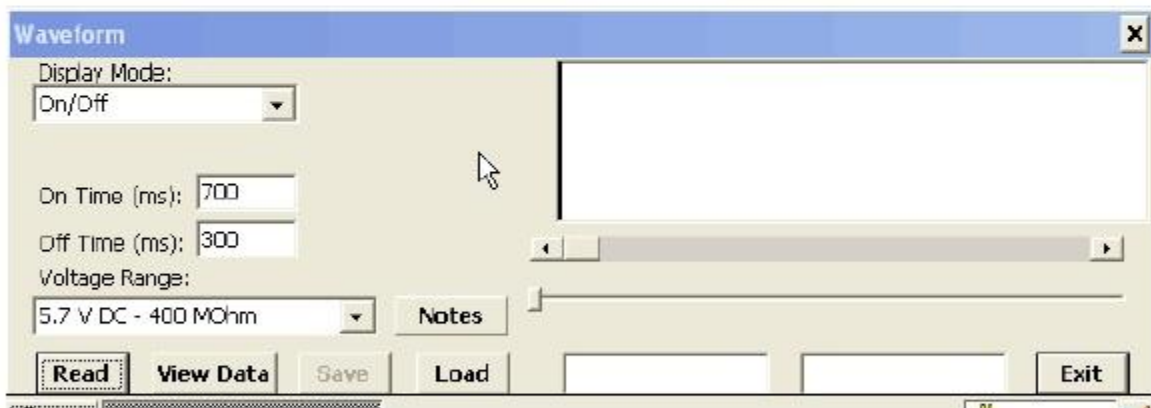 Waveform
Display Mode:
On/Off
On Time (ms): 700
Off Time (ms): 300
Voltage Range:
5.7 V DC - 400 MOhm
Notes
Read View Data Save Load Exit